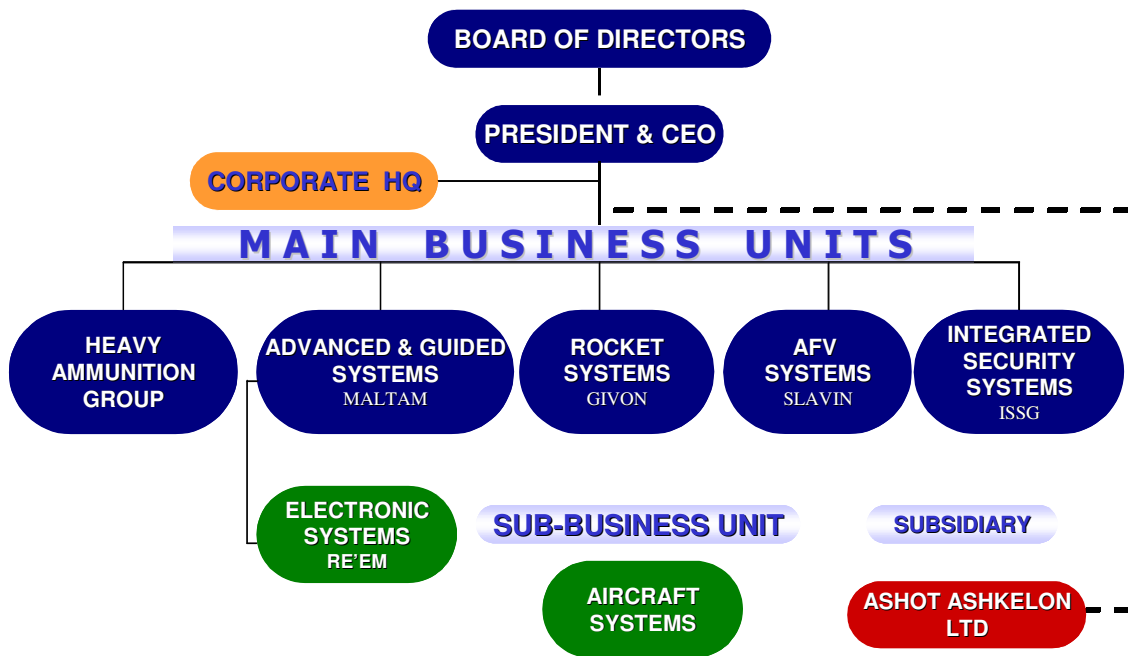 BOARD OF DIRECTORS
PRESIDENT & CEO
CORPORATE HQ
MAIN BUSINESS UNITS
HEAVY
AMMUNITION
GROUP
ADVANCED & GUIDED
SYSTEMS
MALTAM
ROCKET
SYSTEMS
GIVON
AFV
SYSTEMS
SLAVIN
INTEGRATED
SECURITY
SYSTEMS
ISSG
ELECTRONIC
SYSTEMS
RE’EM
SUB-BUSINESS UNIT
AIRCRAFT
SYSTEMS
SUBSIDIARY
ASHOT ASHKELON
LTD